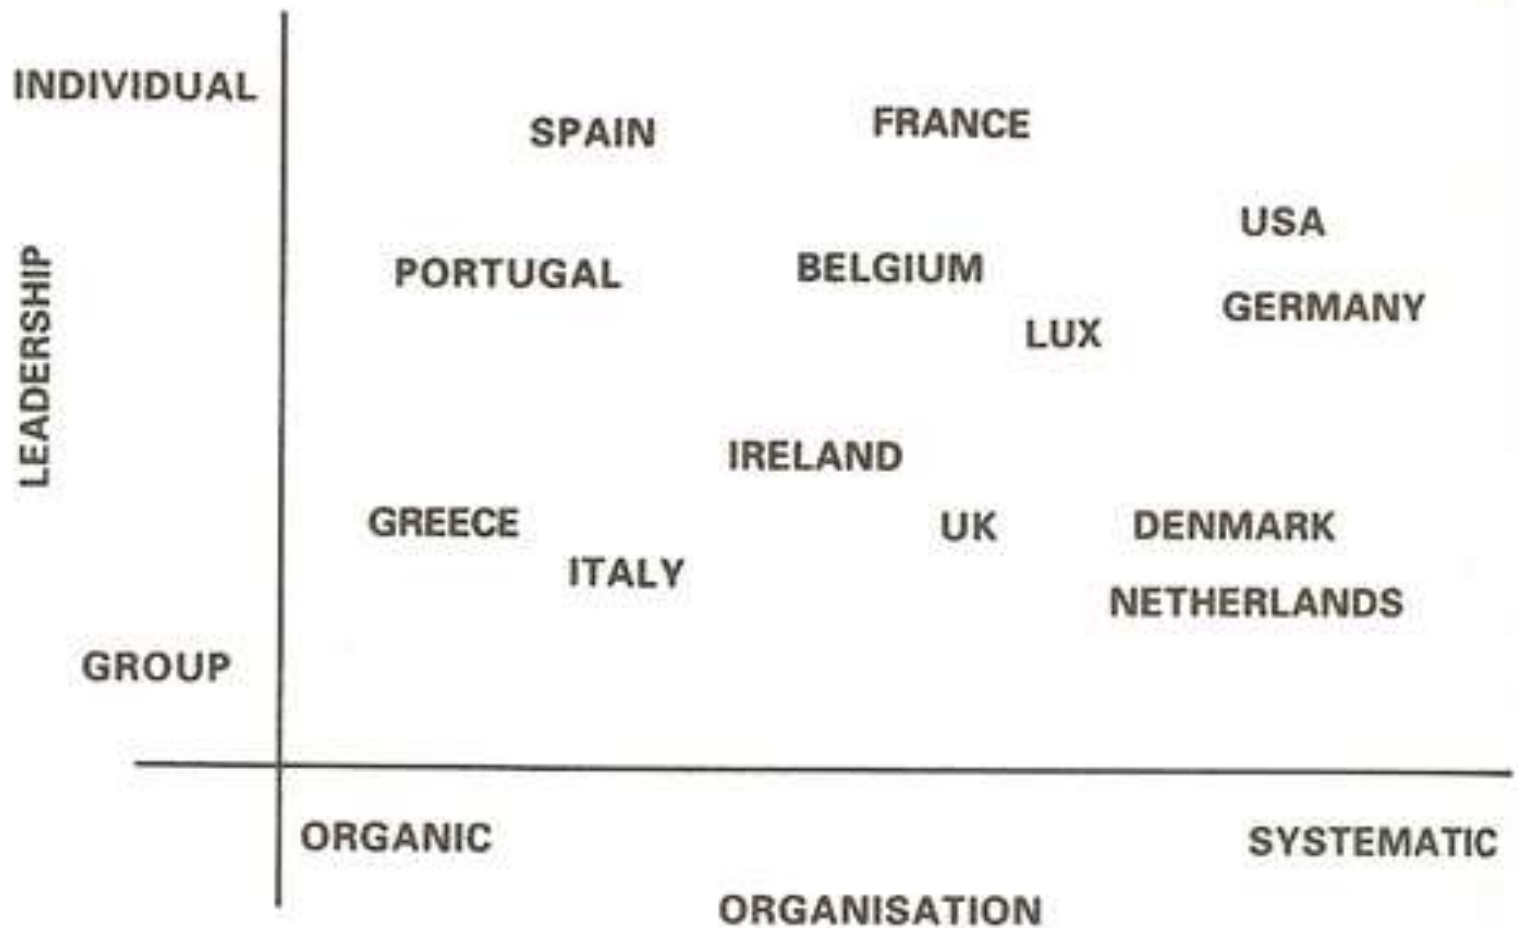 INDIVIDUAL
SPAIN
FRANCE
USA
PORTUGAL
BELGIUM
GERMANY
LUX
LEADERSHIP
IRELAND
GREECE
UK
DENMARK
ITALY
NETHERLANDS
GROUP
ORGANIC
SYSTEMATIC
ORGANISATION